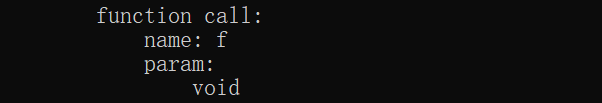 function call:
name: f
param:
void